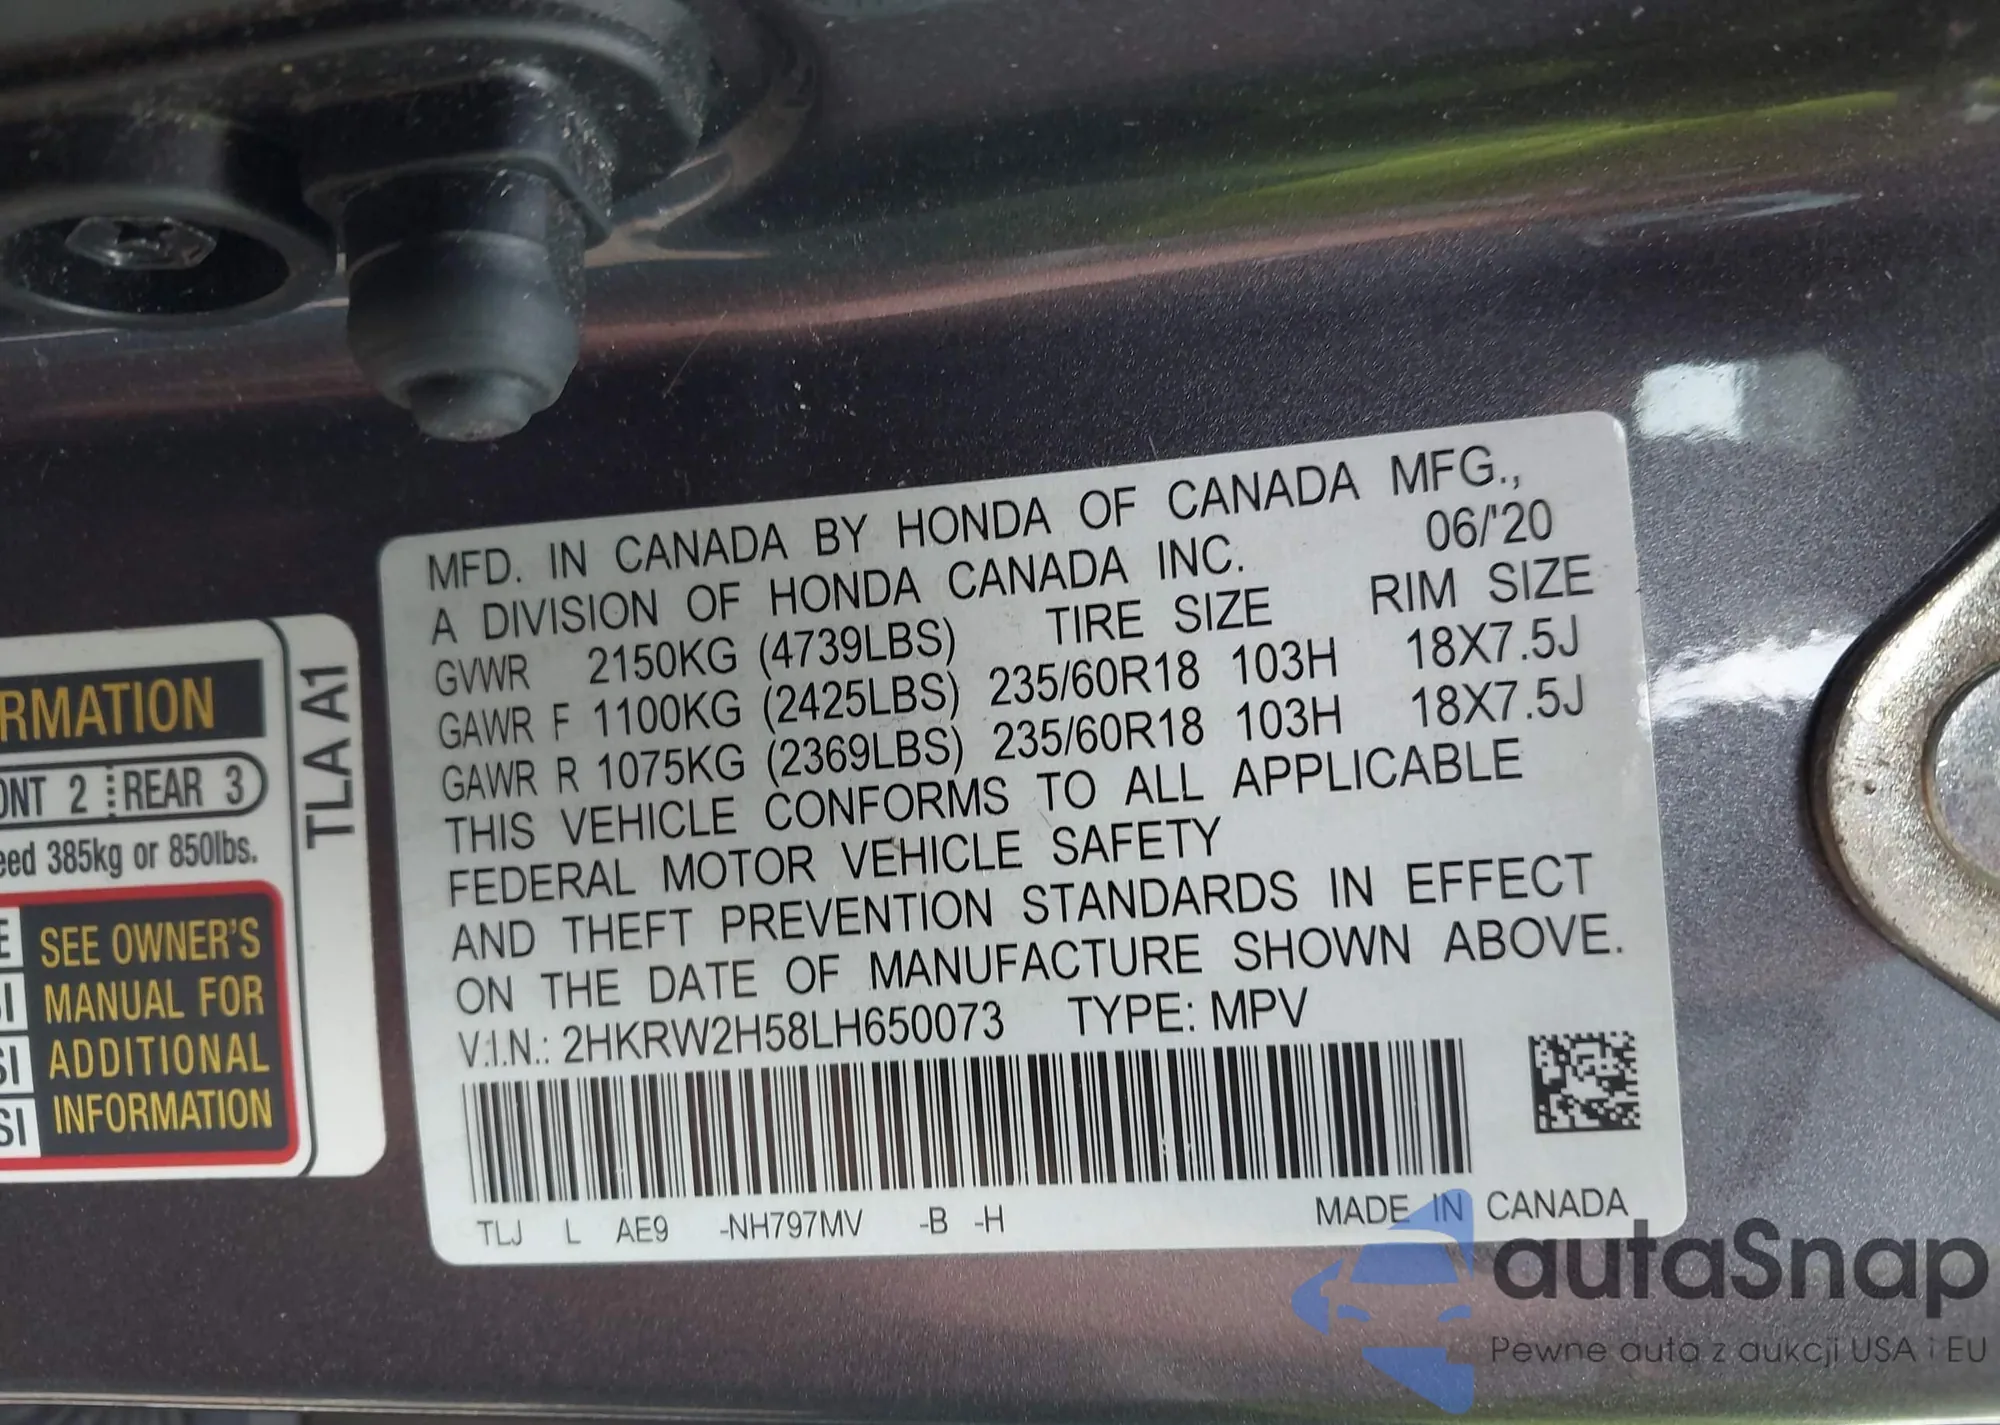 MFD. IN CANADA BY HONDA OF CANADA MFG.,
A DIVISION OF HONDA CANADA INC. 06/'20
GVWR 2150KG (4739LBS) TIRE SIZE RIM SIZE
GAWR F 1100KG (2425LBS) 235/60R18 103H 18X7.5J
GAWR R 1075KG (2369LBS) 235/60R18 103H 18X7.5J
THIS VEHICLE CONFORMS TO ALL APPLICABLE
FEDERAL MOTOR VEHICLE SAFETY
AND THEFT PREVENTION STANDARDS IN EFFECT
ON THE DATE OF MANUFACTURE SHOWN ABOVE.
V.I.N.: 2HKRW2H58LH650073 TYPE: MPV
TLJ L AE9 -NH797MV -B -H MADE IN CANADA
RMATION
ONT 2 REAR 3
eed 385kg or 850lbs.
SEE OWNER'S
MANUAL FOR
ADDITIONAL
INFORMATION
TLA A1
autaSnap
Pewne auta z aukcji USA i EU